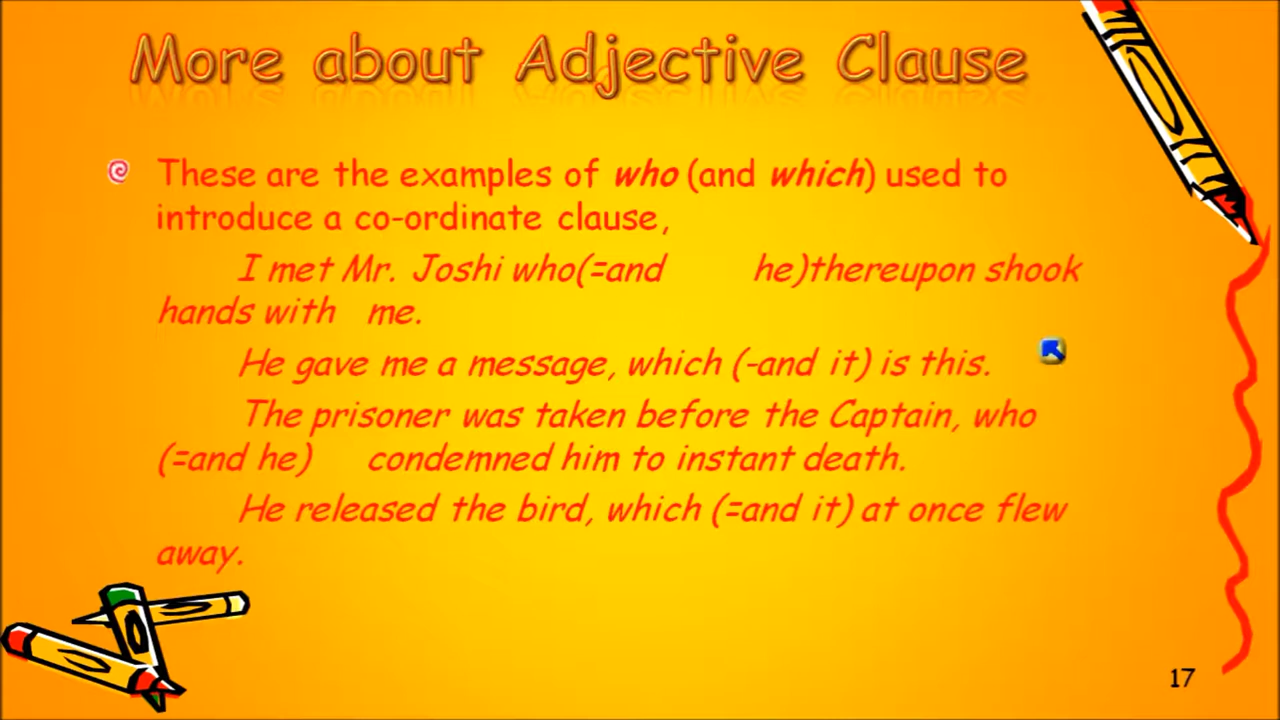 More about Adjective Clause
These are the examples of who (and which) used to
introduce a co-ordinate clause,
I met Mr. Joshi who(=and he)thereupon shook
hands with me.
He gave me a message, which (-and it) is this.
The prisoner was taken before the Captain, who
(=and he) condemned him to instant death.
He released the bird, which (=and it) at once flew
away.
17